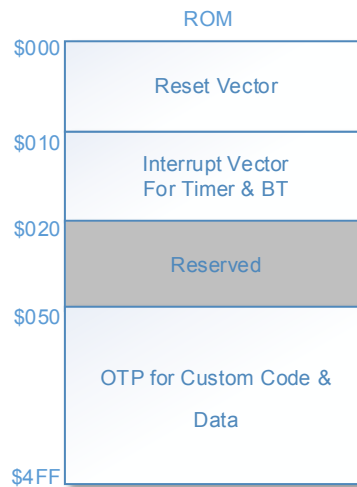 ROM
$000
Reset Vector
$010
Interrupt Vector
For Timer & BT
$020
Reserved
$050
OTP for Custom Code &
Data
$4FF